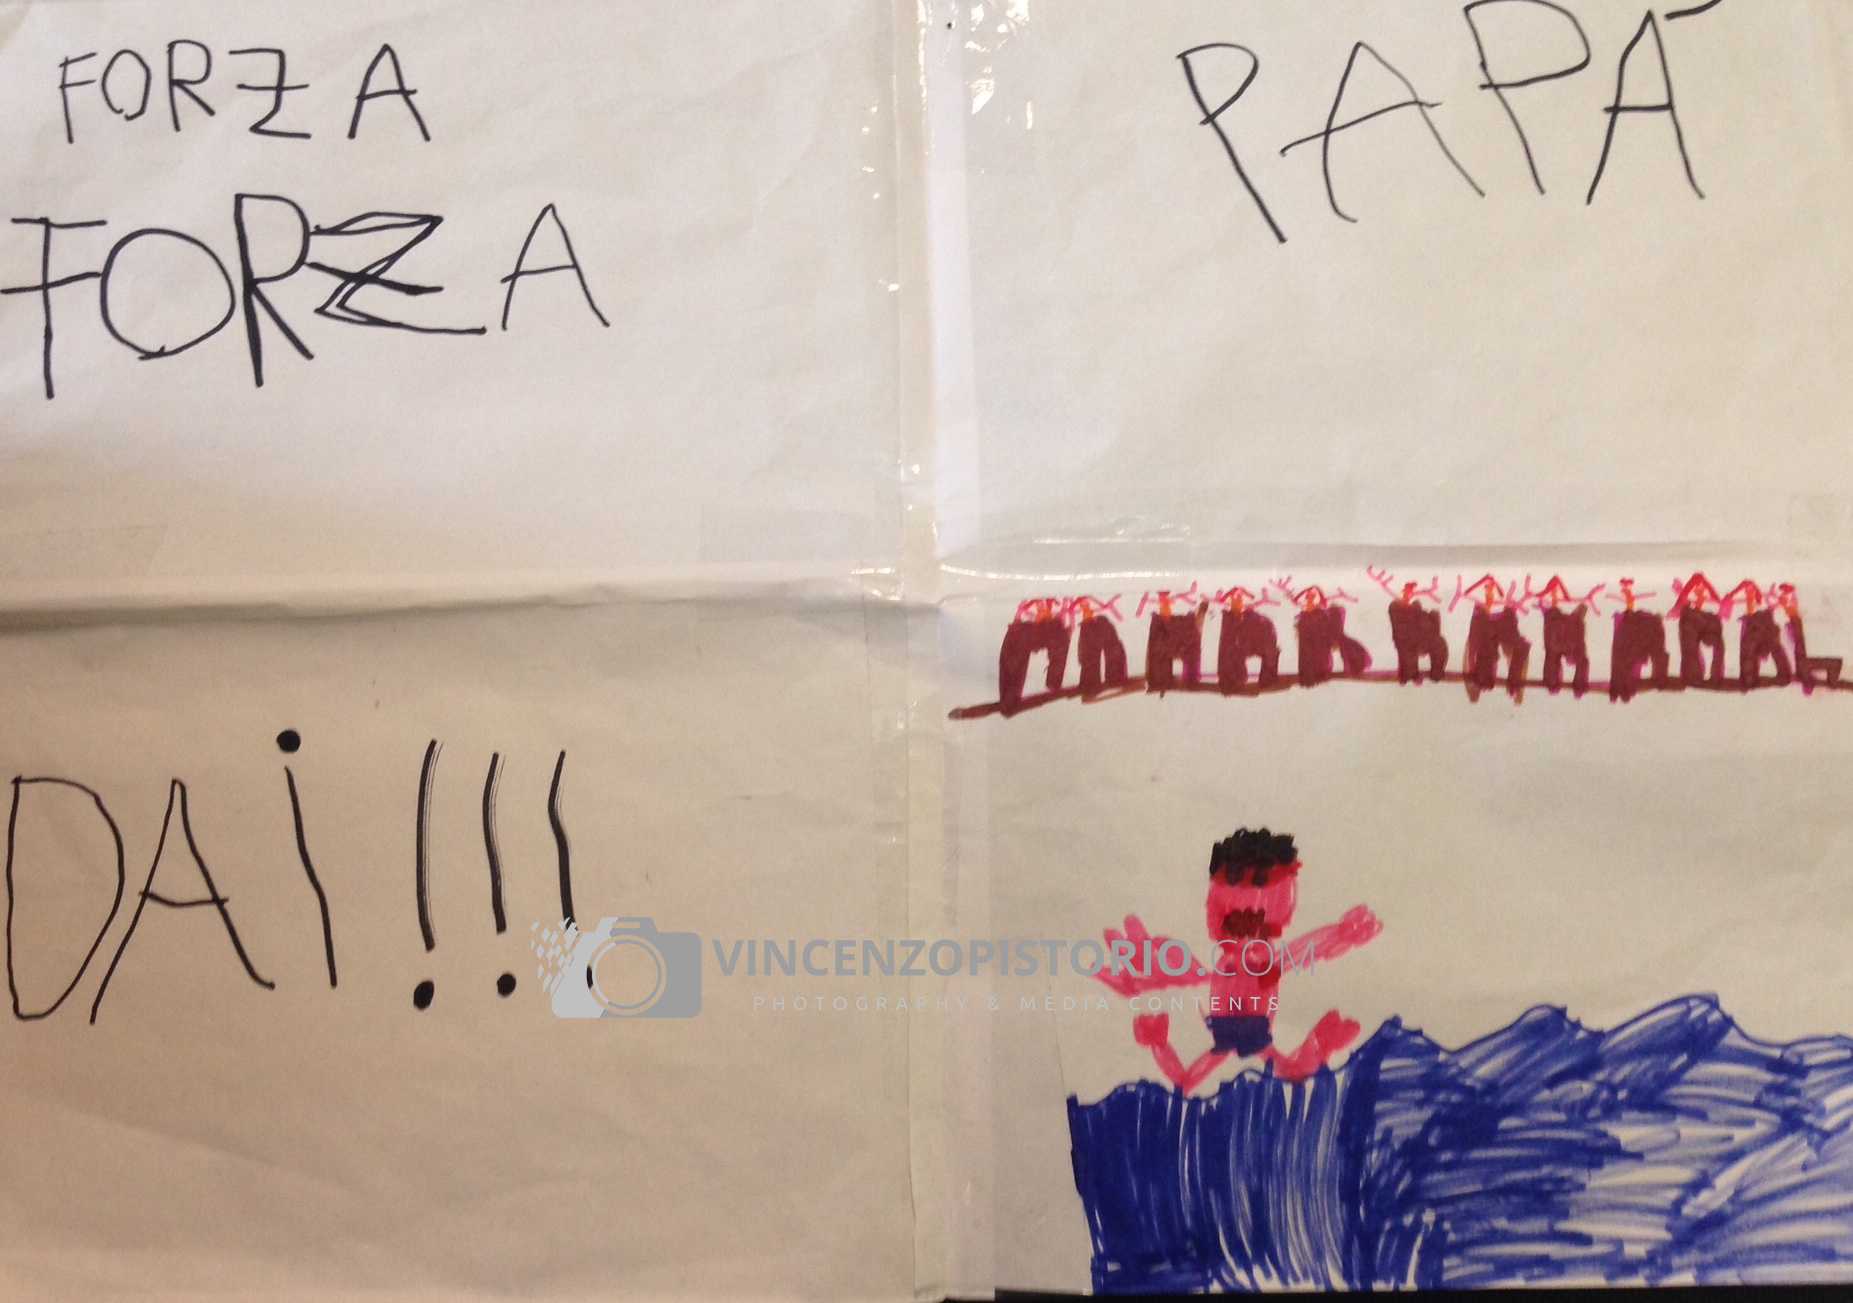 FORZA
PAPÀ
FORZA
DAi!!!
VINCENZOPISTORIO.COM
PHOTOGRAPHY & MEDIA CONTENTS